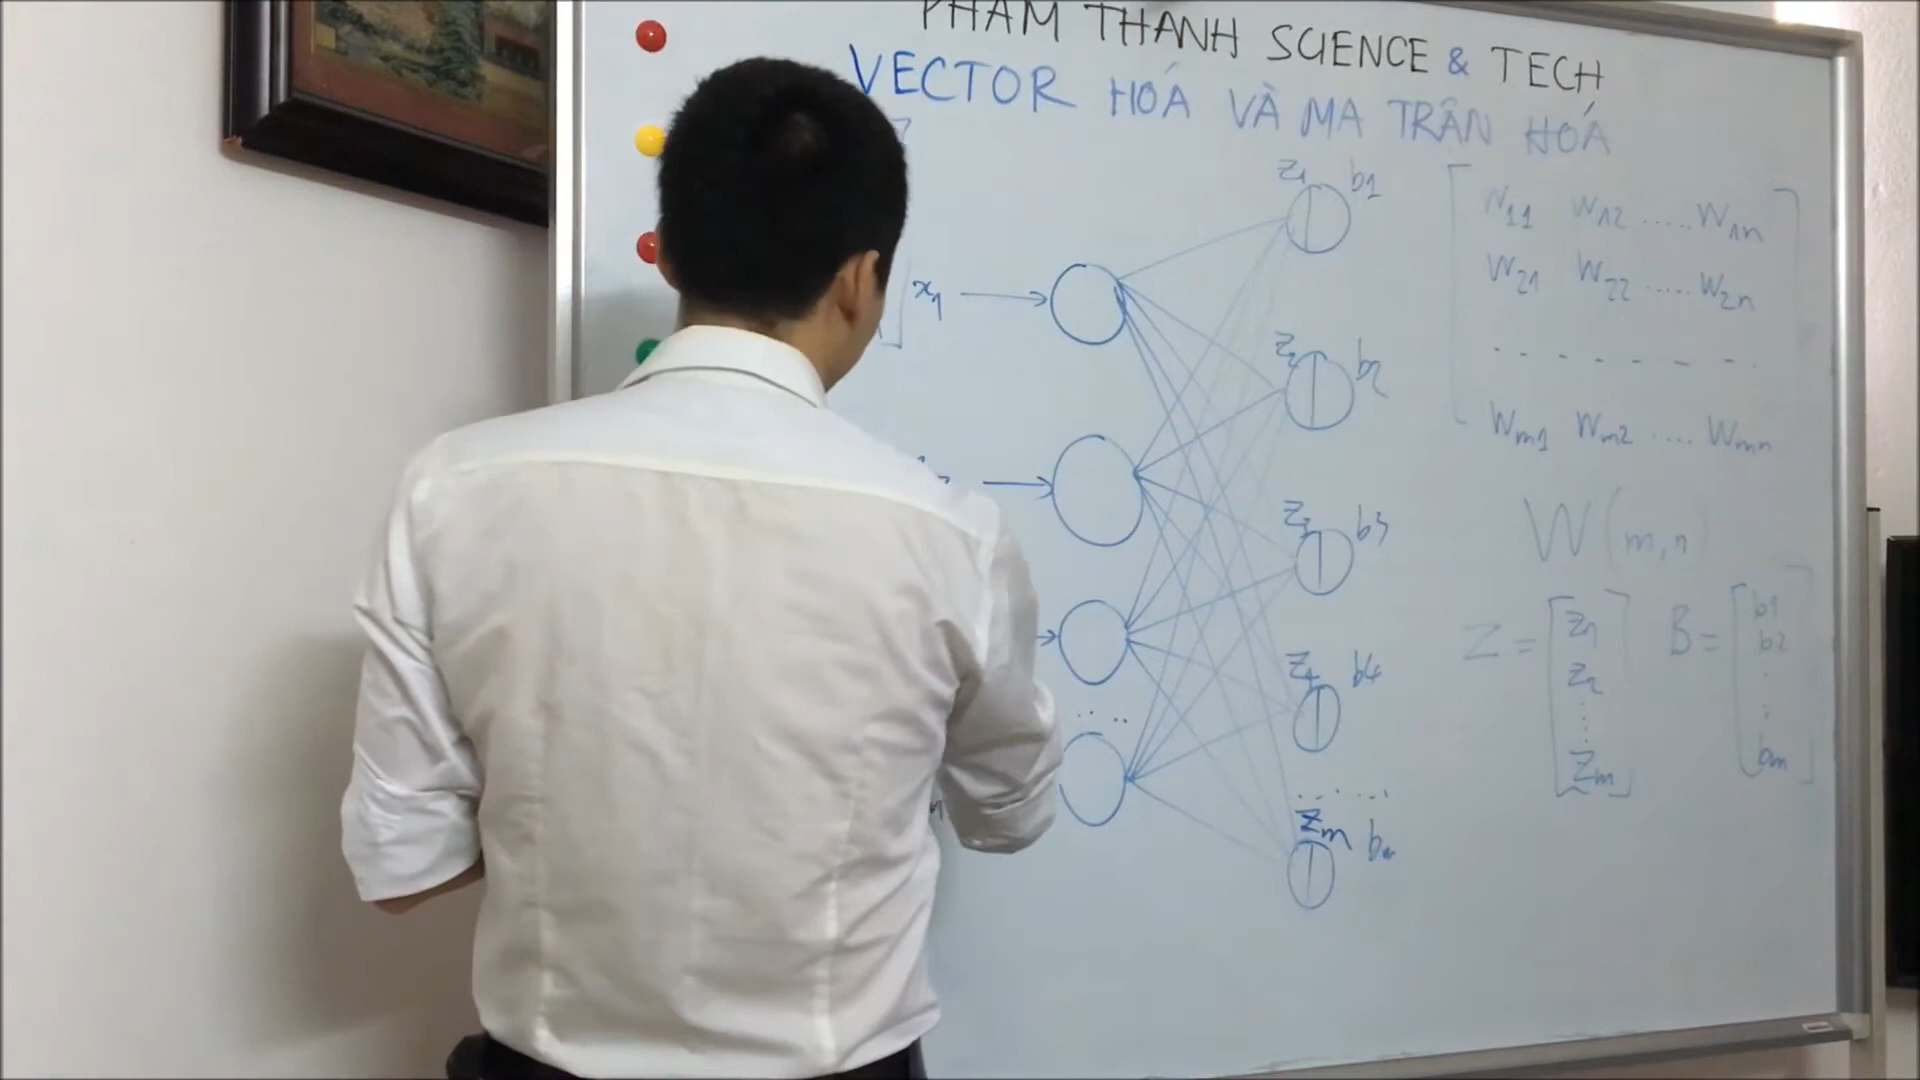 PHAM THANH SCIENCE & TECH
VECTOR HOÁ VÀ MA TRẬN HOÁ
x1
z1 b1
z2 b2
z3 b3
z4 b4
.....
zm
W11 W12 ..... W1n
W21 W22 ..... W2n
- - - - - - -
Wm1 Wm2 .... Wmn
W (m,n)
Z = [z1 z2 ⋮ zm]
B = [b1 b2 ⋮ bm]